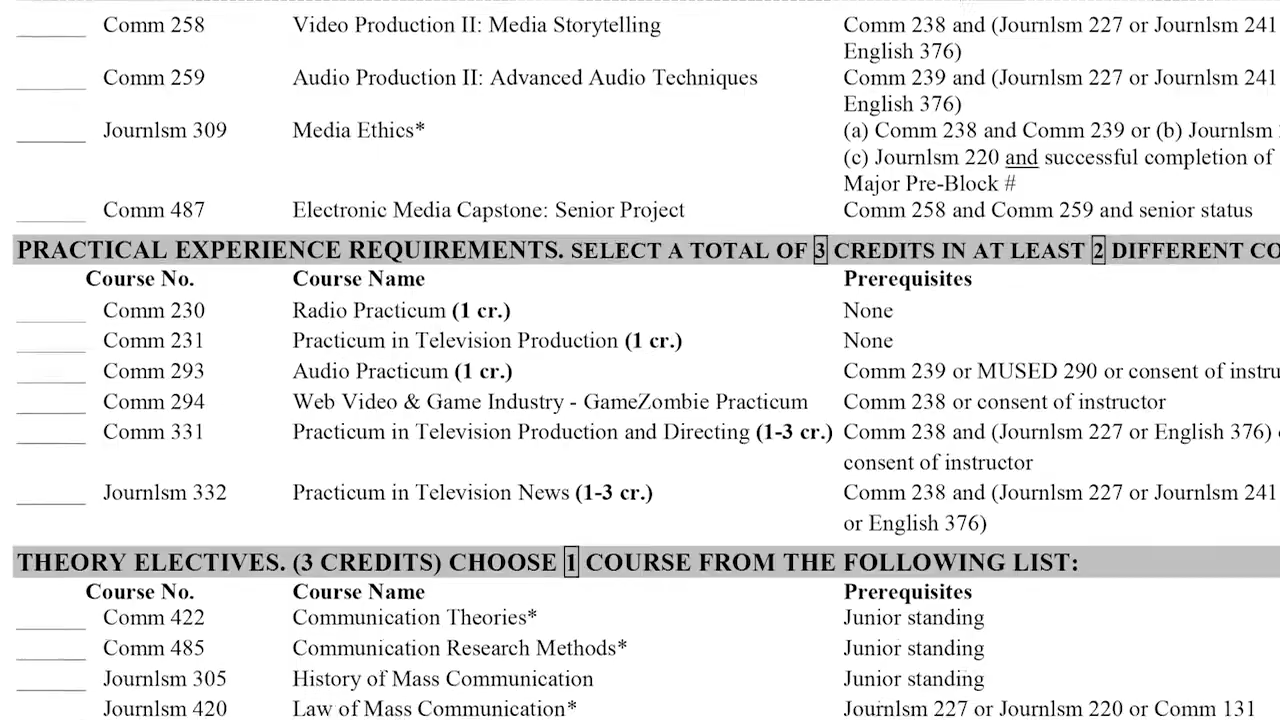 Comm 258 Video Production II: Media Storytelling Comm 238 and (Journlsm 227 or Journlsm 241
English 376)
Comm 259 Audio Production II: Advanced Audio Techniques Comm 239 and (Journlsm 227 or Journlsm 241
English 376)
Journlsm 309 Media Ethics* (a) Comm 238 and Comm 239 or (b) Journlsm
(c) Journlsm 220 and successful completion of
Major Pre-Block #
Comm 487 Electronic Media Capstone: Senior Project Comm 258 and Comm 259 and senior status
PRACTICAL EXPERIENCE REQUIREMENTS. SELECT A TOTAL OF 3 CREDITS IN AT LEAST 2 DIFFERENT CO
Course No. Course Name Prerequisites
Comm 230 Radio Practicum (1 cr.) None
Comm 231 Practicum in Television Production (1 cr.) None
Comm 293 Audio Practicum (1 cr.) Comm 239 or MUSED 290 or consent of instru
Comm 294 Web Video & Game Industry - GameZombie Practicum Comm 238 or consent of instructor
Comm 331 Practicum in Television Production and Directing (1-3 cr.) Comm 238 and (Journlsm 227 or English 376)
consent of instructor
Journlsm 332 Practicum in Television News (1-3 cr.) Comm 238 and (Journlsm 227 or Journlsm 241
or English 376)
THEORY ELECTIVES. (3 CREDITS) CHOOSE 1 COURSE FROM THE FOLLOWING LIST:
Course No. Course Name Prerequisites
Comm 422 Communication Theories* Junior standing
Comm 485 Communication Research Methods* Junior standing
Journlsm 305 History of Mass Communication Junior standing
Journlsm 420 Law of Mass Communication* Journlsm 227 or Journlsm 220 or Comm 131